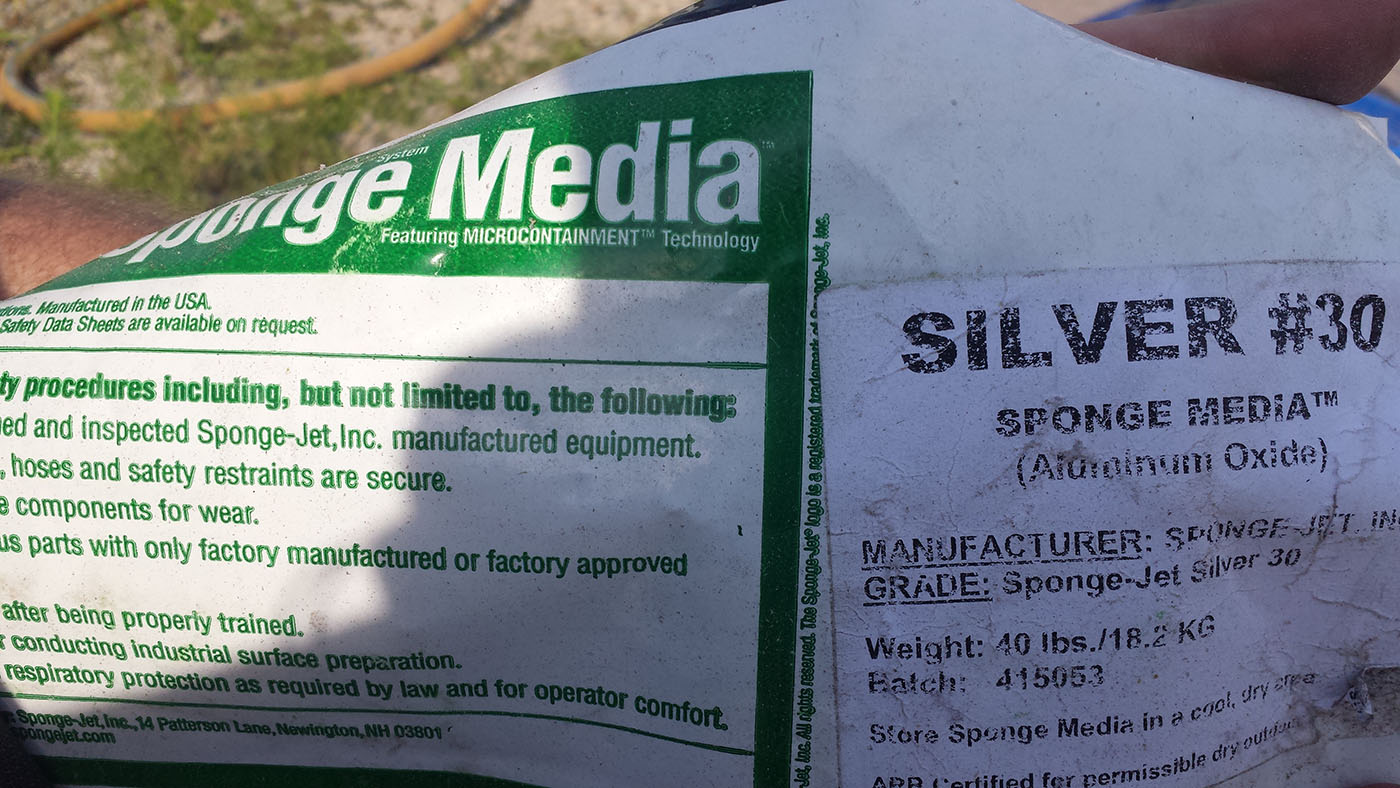 System
Sponge Media™
Featuring MICROCONTAINMENT™ Technology
Manufactured in the USA.
Safety Data Sheets are available on request.
procedures including, but not limited to, the following:
and inspected Sponge-Jet,Inc. manufactured equipment.
, hoses and safety restraints are secure.
components for wear.
parts with only factory manufactured or factory approved
after being properly trained.
conducting industrial surface preparation.
respiratory protection as required by law and for operator comfort.
Sponge-Jet,Inc.,14 Patterson Lane,Newington,NH 03801
spongejet.com
Inc. All rights reserved. The Sponge-Jet® logo is a registered trademark of Sponge-Jet, Inc.
SILVER #30
SPONGE MEDIA™
(Aluminum Oxide)
MANUFACTURER: SPONGE-JET, IN
GRADE: Sponge-Jet Silver 30
Weight: 40 lbs./18.2 KG
Batch: 415053
Store Sponge Media in a cool, dry area
ARB Certified for permissible dry outdoor